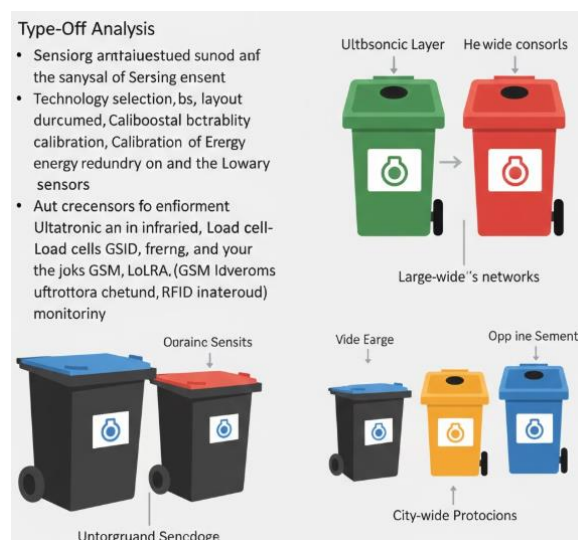 Type-Off Analysis
• Sensiorg arrtaiuestued sunod anf
the sanysal of Sersing ensent
• Technology selection, bs, layout
durcumed, Caliboostal bctrablity
calibration, Calibration of Erergy
energy redundry on and the Lowary
sensors
• Aut crecensors fo enfiorment
Ultatronic an in infraried, Load cell-
Load cells GSID, frerng, and your
the joks GSM, LoLRA, (GSM Idveroms
uftrottora chetund, RFID inateroud)
monitoriny
Ultbsoncic Layer
He wide consorls
Large-wide's networks
Oorainc Sensits
Untorgruand Sencdoge
Vide Earge
Opp ine Sement
City-wide Protocions